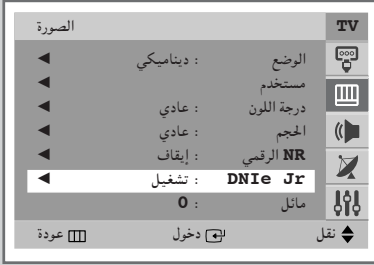 TV الصورة
الوضع : ديناميكي
مستخدم
درجة اللون : عادي
الحجم : عادي
NR الرقمي : إيقاف
DNIe Jr : تشغيل
مائل : 0
نقل دخول عودة